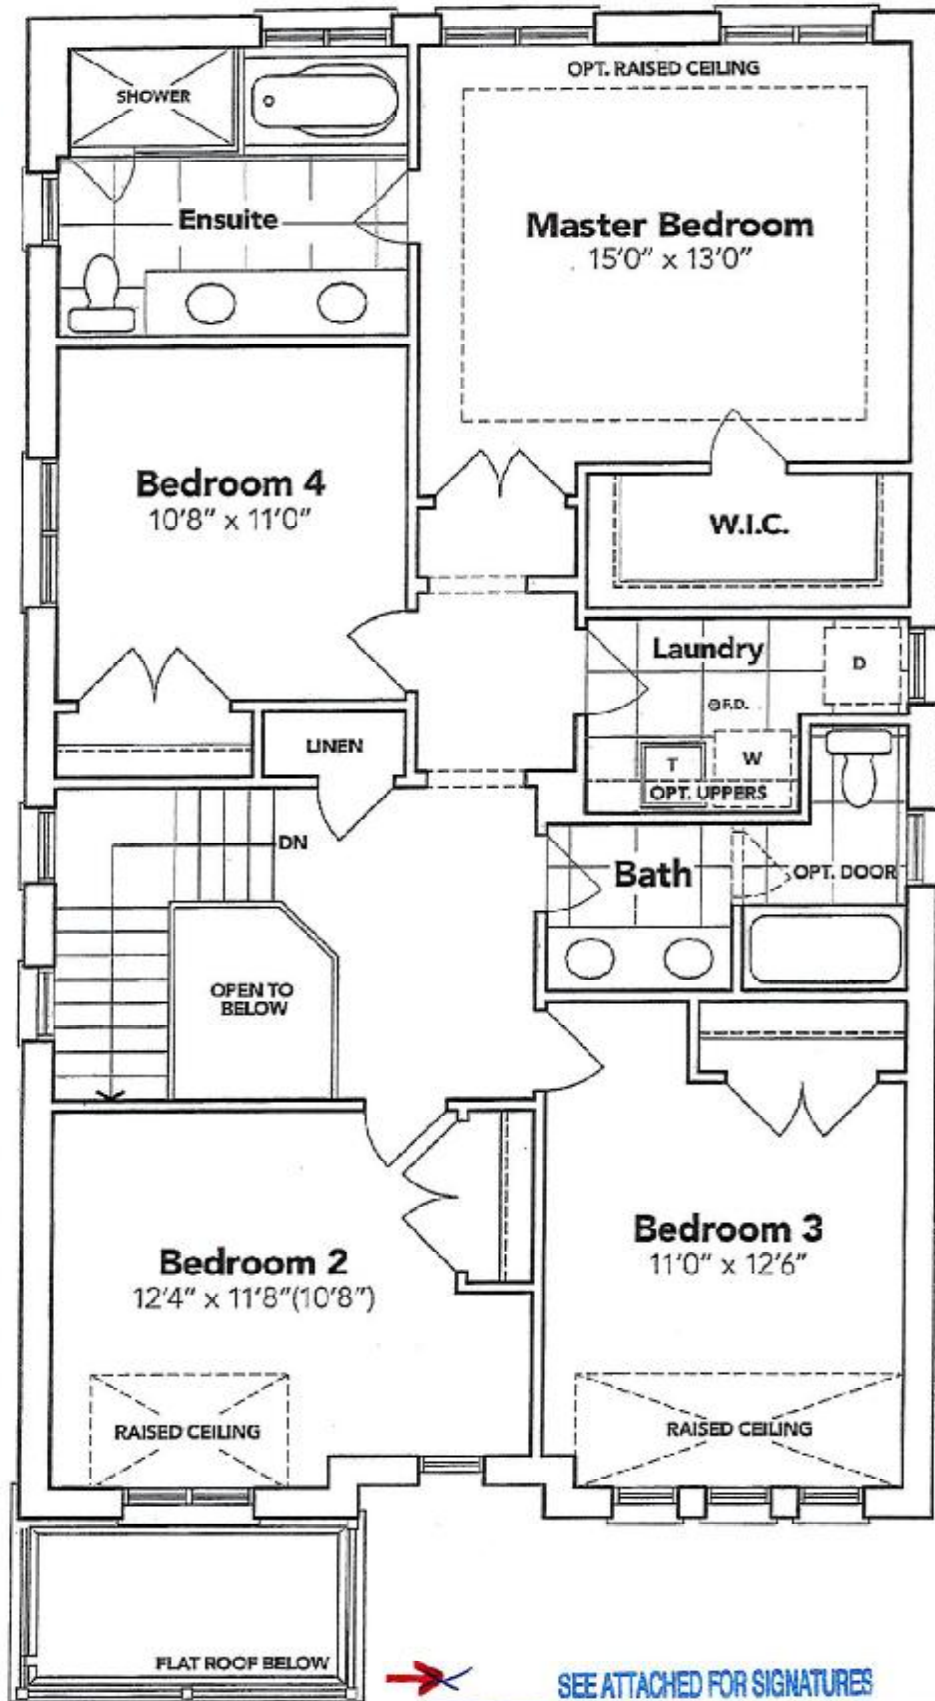 OPT. RAISED CEILING
SHOWER
Ensuite
Master Bedroom
15'0" x 13'0"
Bedroom 4
10'8" x 11'0"
W.I.C.
Laundry
D
F.D.
LINEN
T
W
OPT. UPPERS
DN
Bath
OPT. DOOR
OPEN TO
BELOW
Bedroom 3
11'0" x 12'6"
Bedroom 2
12'4" x 11'8"(10'8")
RAISED CEILING
RAISED CEILING
FLAT ROOF BELOW
SEE ATTACHED FOR SIGNATURES